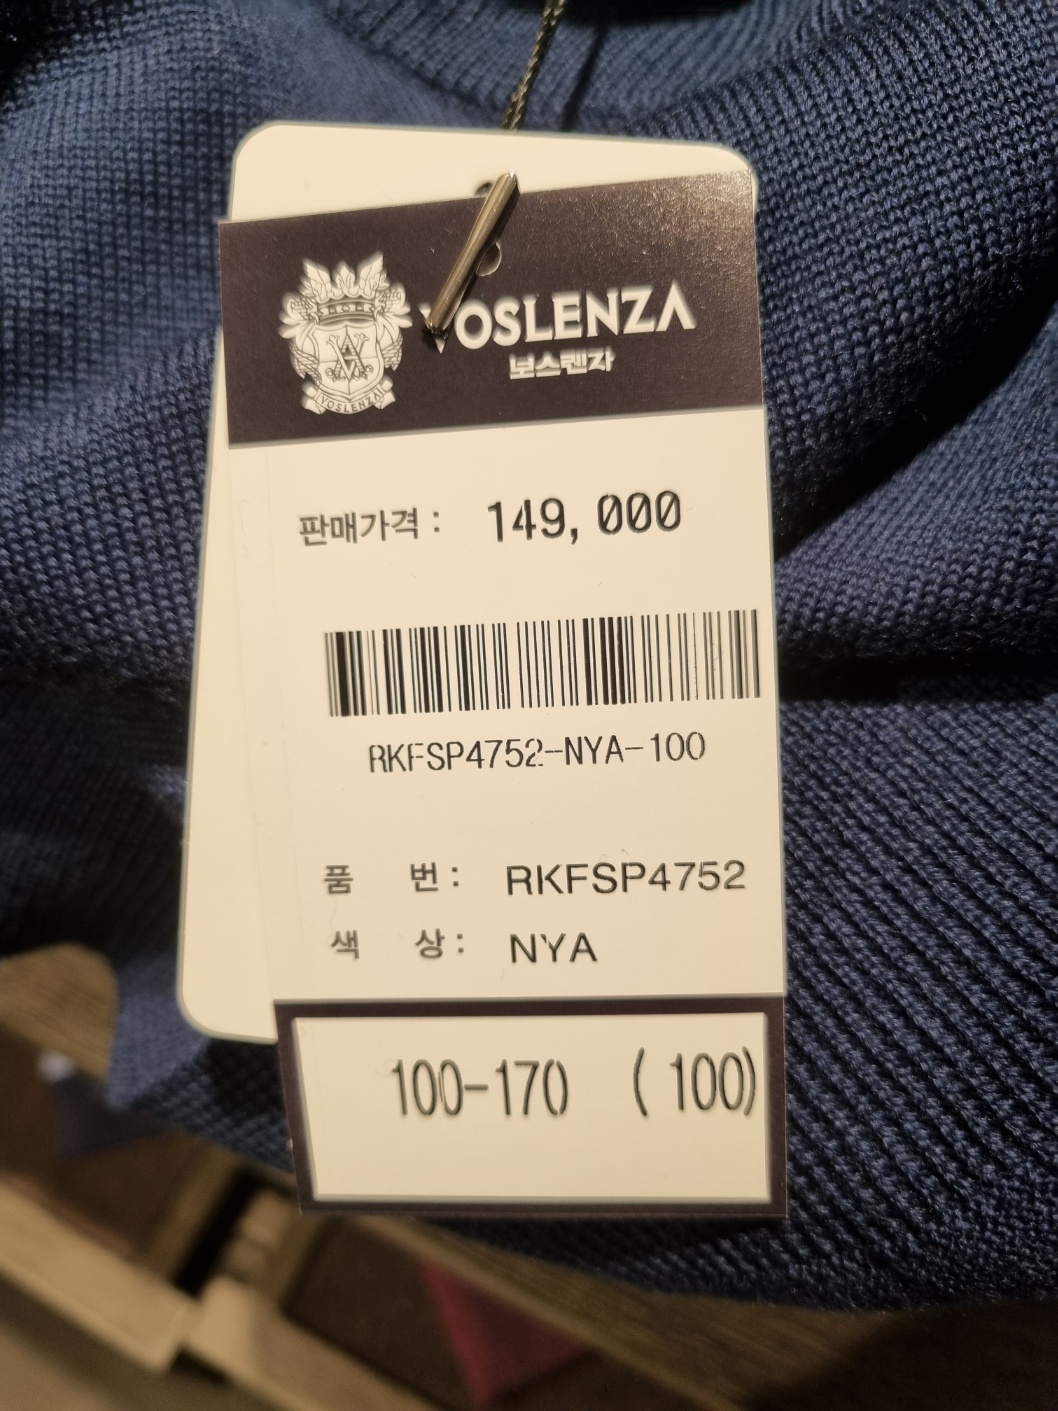 VOSLENZA
보스렌자
VOSLENZA
판매가격 : 149,000
RKFSP4752-NYA-100
품 번 : RKFSP4752
색 상 : NYA
100-170 ( 100)